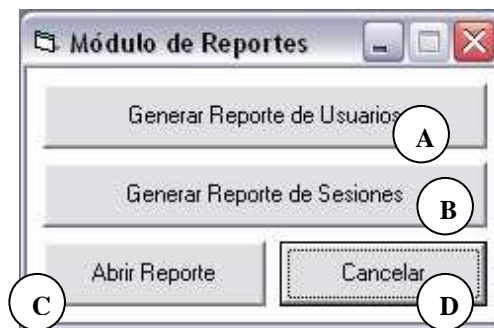 Módulo de Reportes
Generar Reporte de Usuarios
A
Generar Reporte de Sesiones
B
Abrir Reporte Cancelar
C D